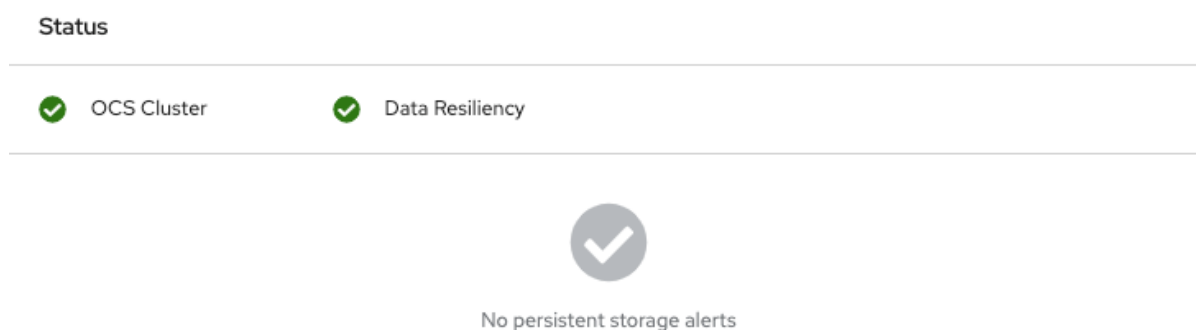 Status
OCS Cluster Data Resiliency
No persistent storage alerts